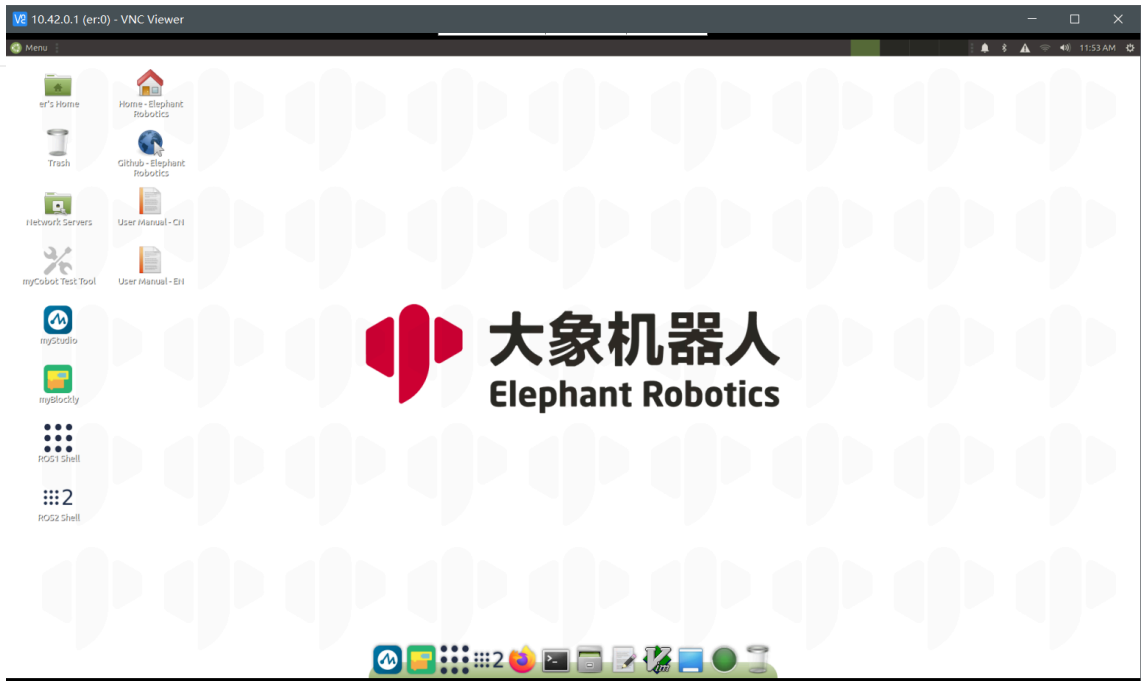 10.42.0.1 (er:0) - VNC Viewer
Menu
11:53 AM
er's Home
Home - Elephant
Robotics
Trash
Github - Elephant
Robotics
Network Servers
User Manual - CN
myCobot Test Tool
User Manual - EN
myStudio
myBlockly
ROS1 Shell
2
ROS2 Shell
大象机器人
Elephant Robotics
2